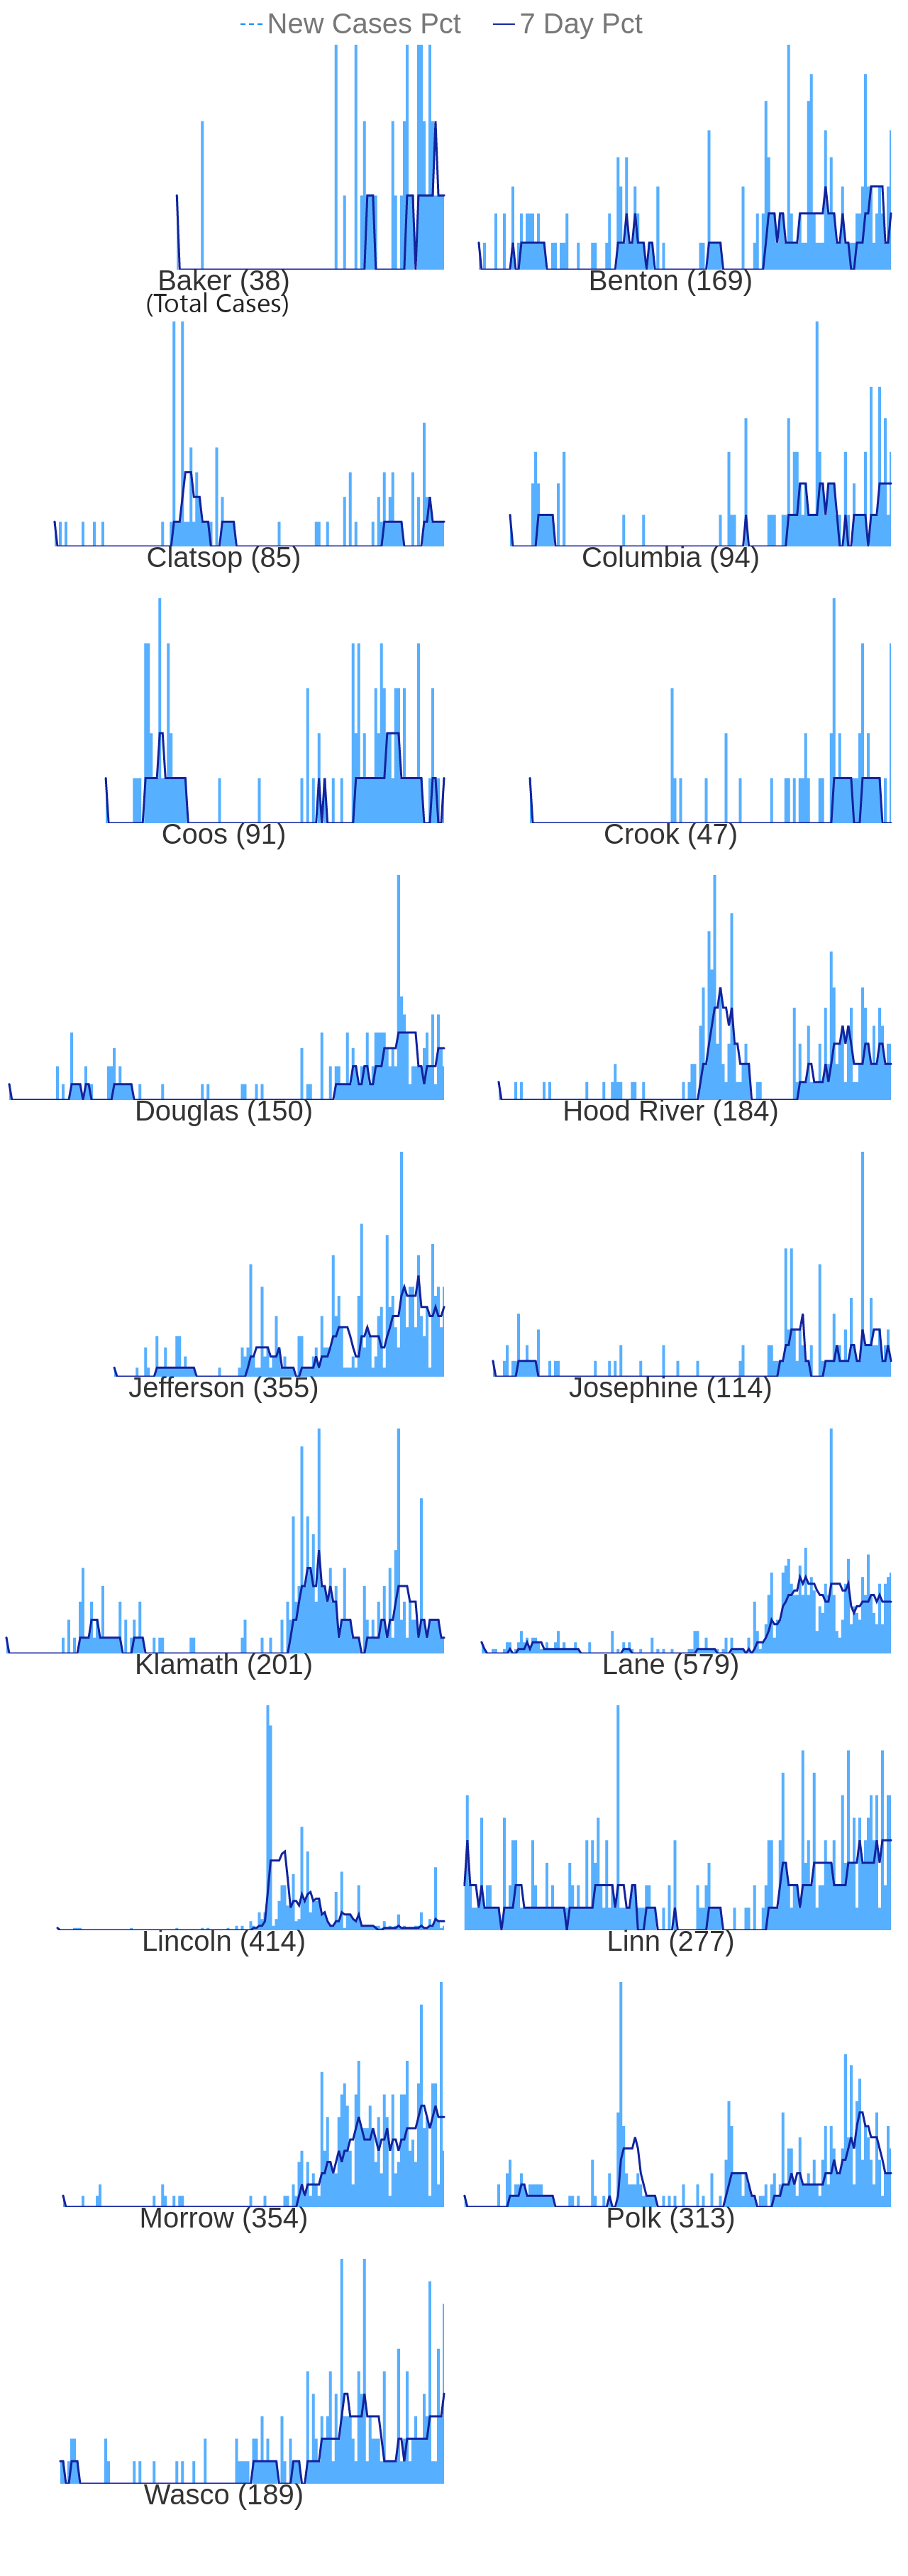 New Cases Pct 7 Day Pct
Baker (38) Benton (169)
(Total Cases)
Clatsop (85) Columbia (94)
Coos (91) Crook (47)
Douglas (150) Hood River (184)
Jefferson (355) Josephine (114)
Klamath (201) Lane (579)
Lincoln (414) Linn (277)
Morrow (354) Polk (313)
Wasco (189)